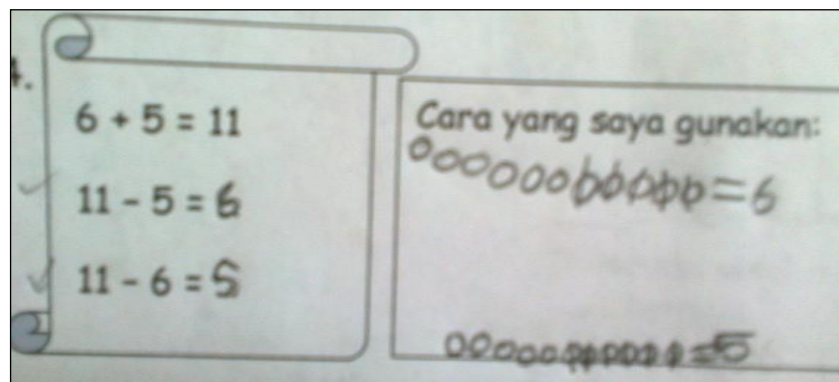 4.
6 + 5 = 11
11 - 5 = 6
11 - 6 = 5
Cara yang saya gunakan:
= 6
= 5